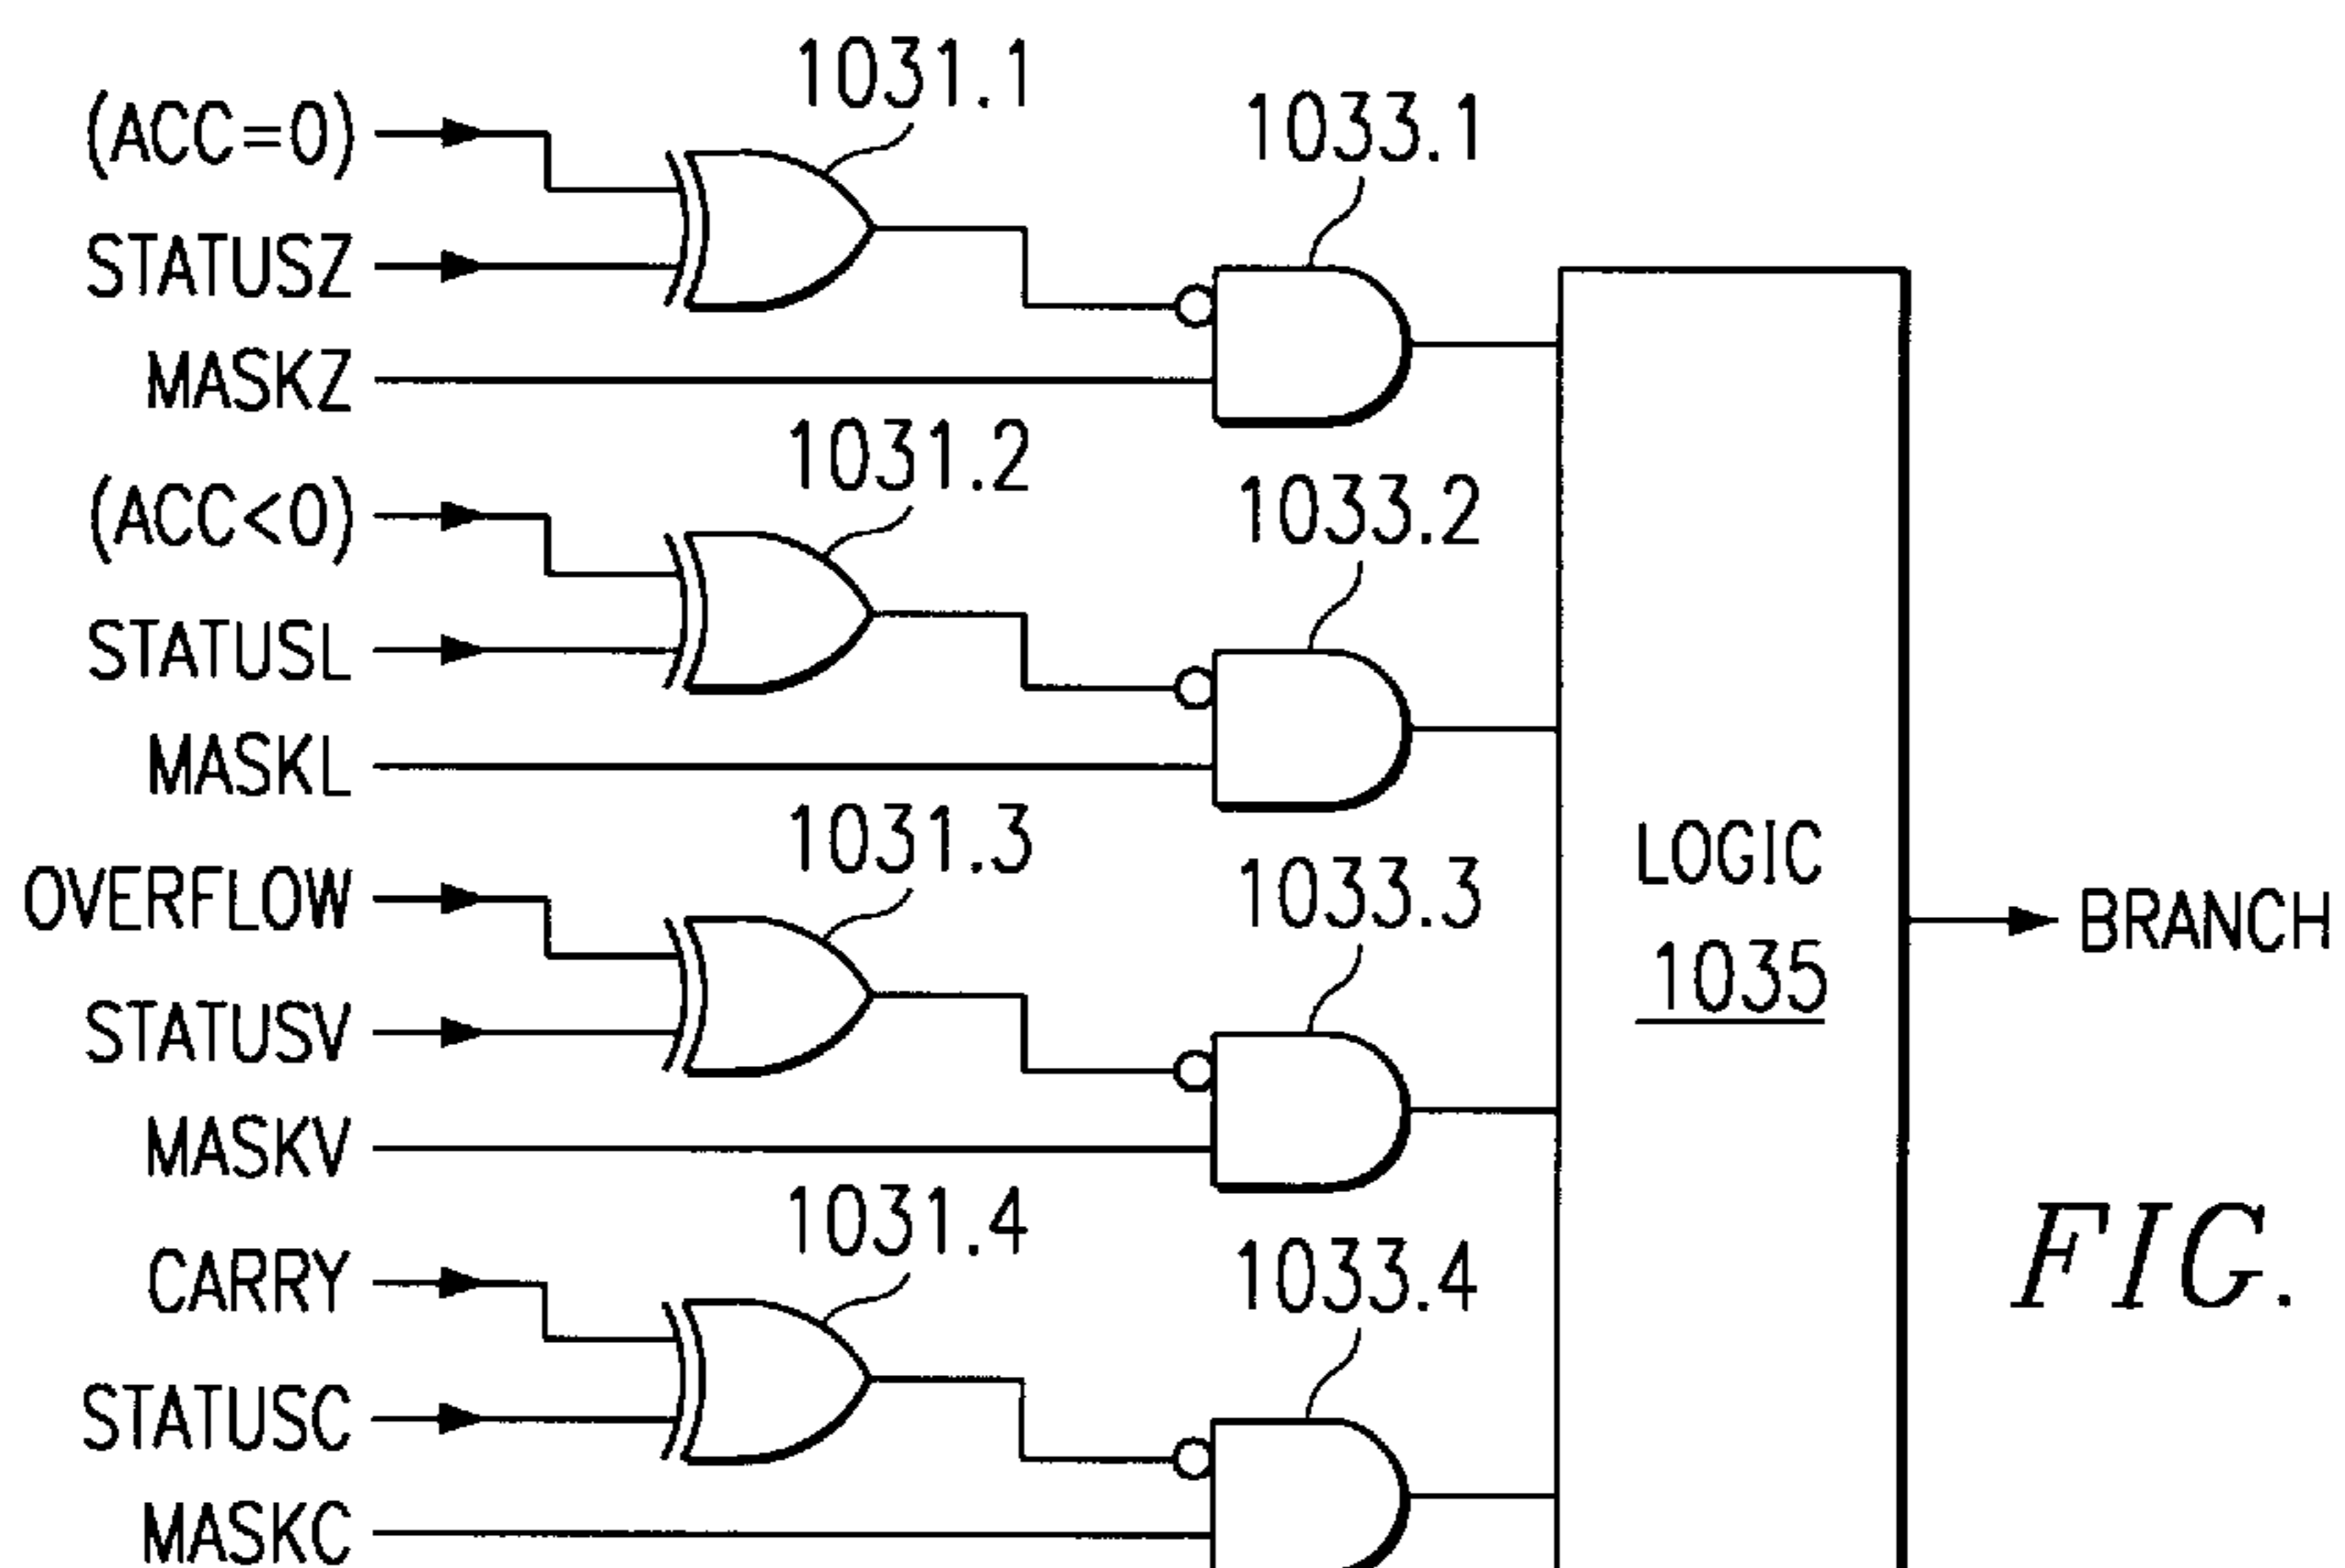 1031.1
1033.1
(ACC=0)
STATUSZ
MASKZ
1031.2
1033.2
(ACC<0)
STATUSL
MASKL
1031.3
1033.3
OVERFLOW
STATUSV
MASKV
LOGIC
1035
BRANCH
1031.4
1033.4
CARRY
STATUSC
MASKC
FIG.